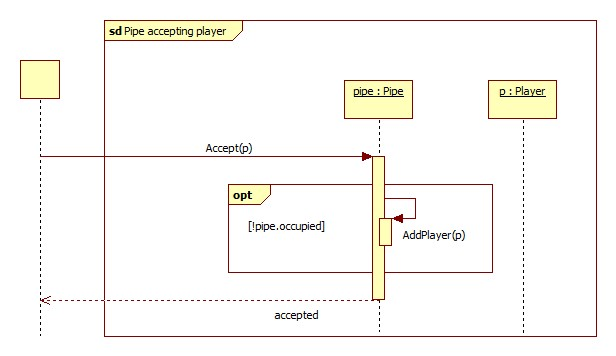 sd Pipe accepting player
pipe : Pipe
p : Player
Accept(p)
opt
[!pipe.occupied]
AddPlayer(p)
accepted